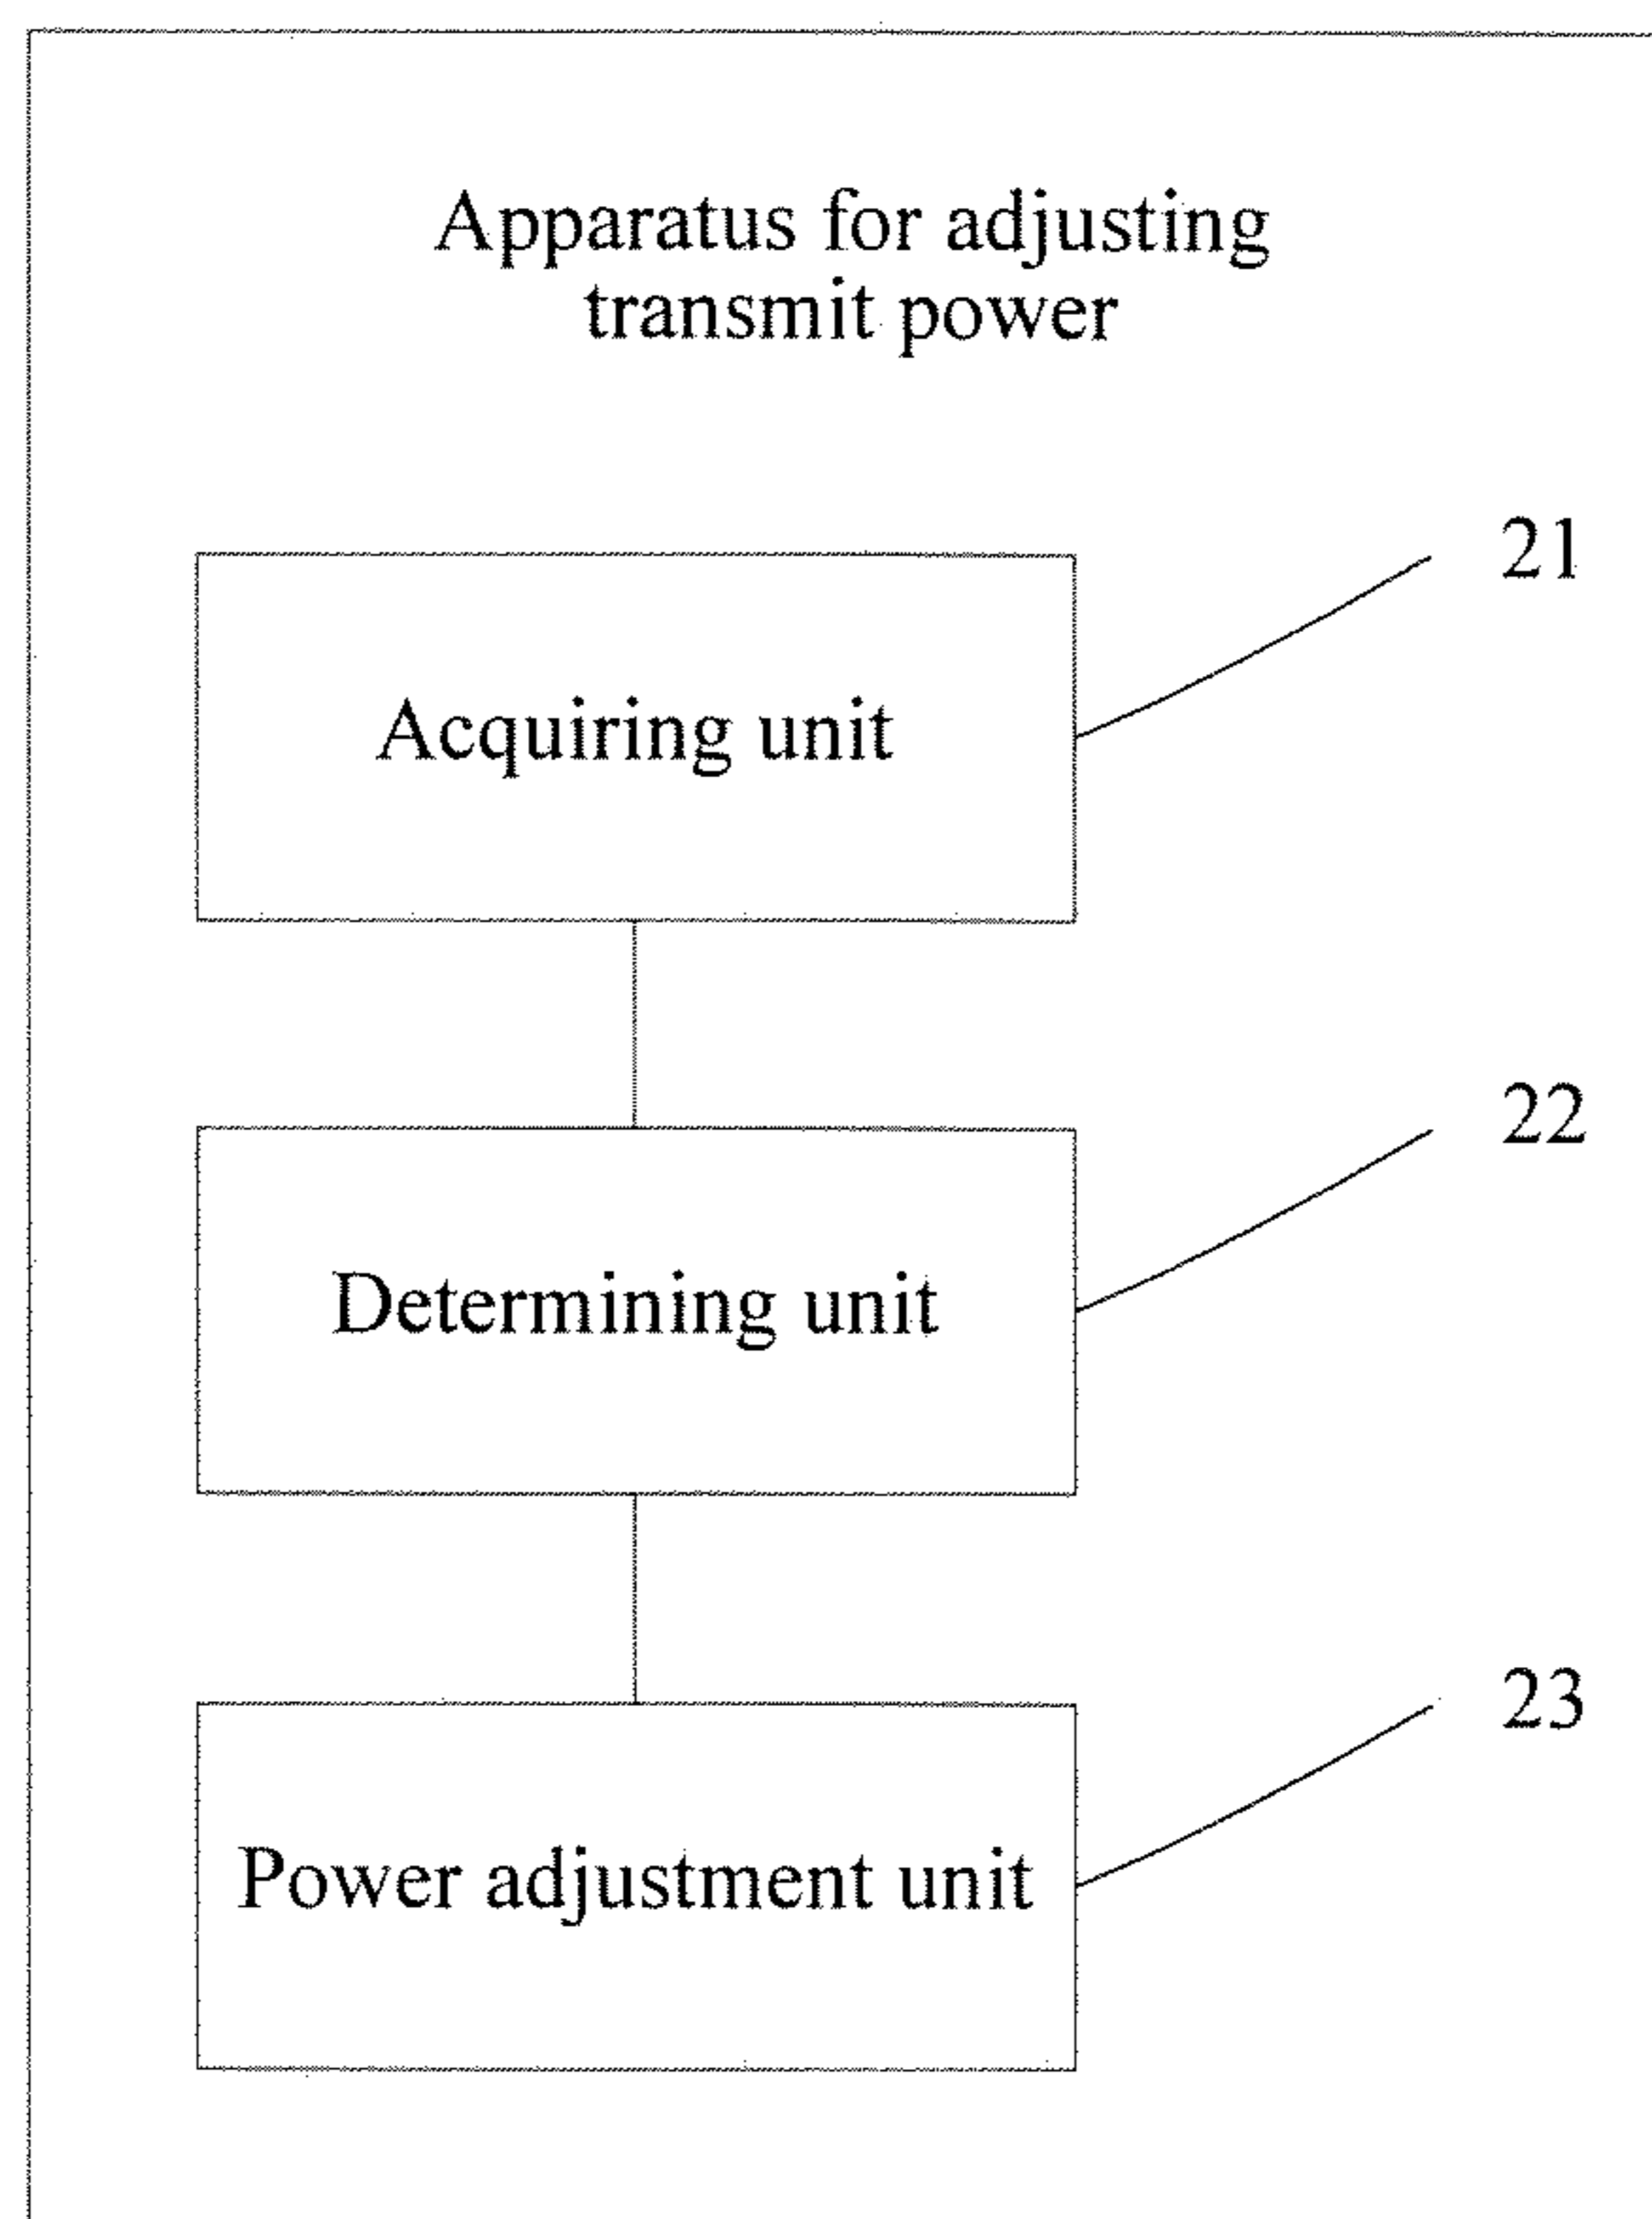 Apparatus for adjusting
transmit power
21
Acquiring unit
22
Determining unit
23
Power adjustment unit